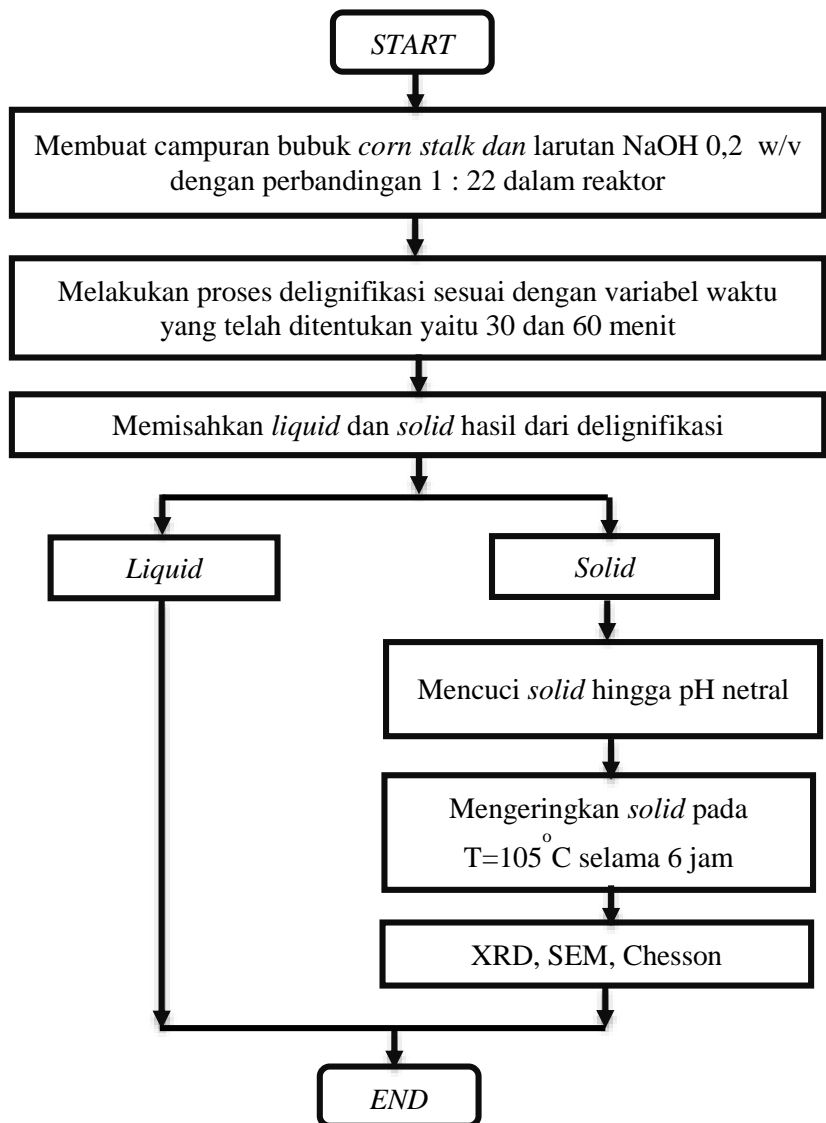 START
Membuat campuran bubuk corn stalk dan larutan NaOH 0,2 w/v
dengan perbandingan 1 : 22 dalam reaktor
Melakukan proses delignifikasi sesuai dengan variabel waktu
yang telah ditentukan yaitu 30 dan 60 menit
Memisahkan liquid dan solid hasil dari delignifikasi
Liquid
Solid
Mencuci solid hingga pH netral
Mengeringkan solid pada
T=105°C selama 6 jam
XRD, SEM, Chesson
END